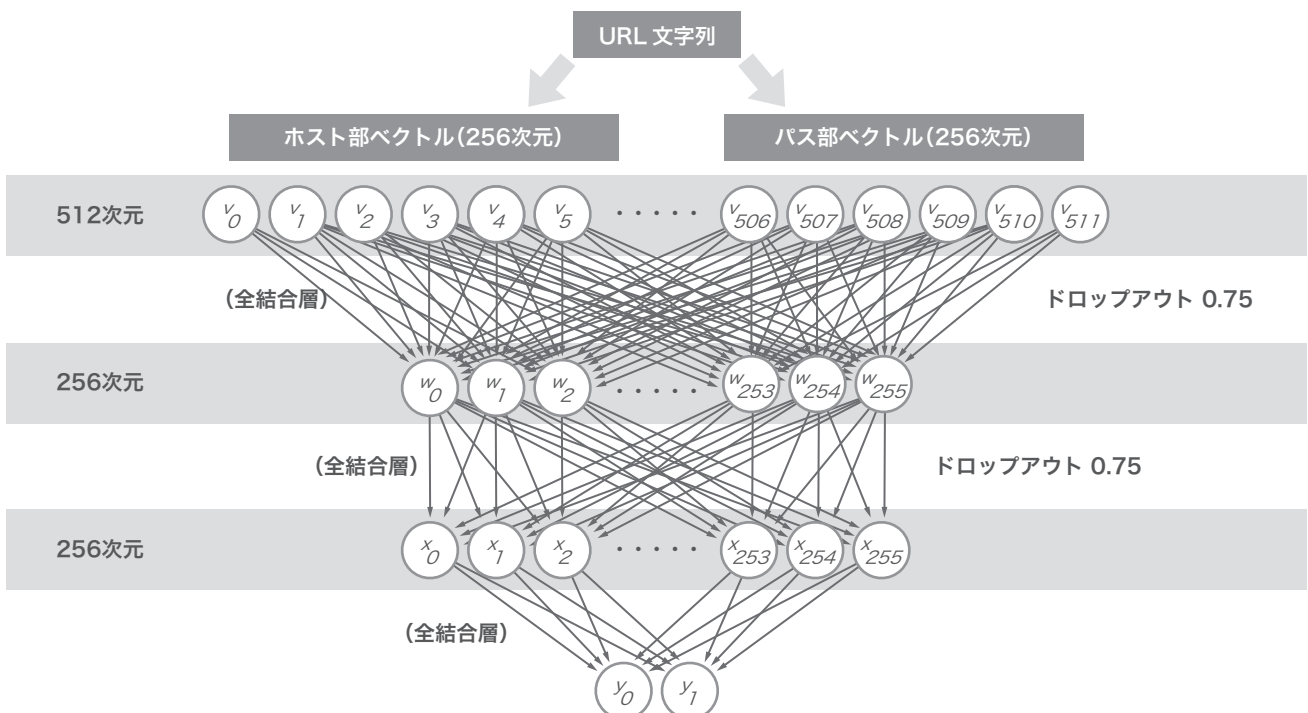 URL 文字列
ホスト部ベクトル(256次元)
パス部ベクトル(256次元)
512次元
v0 v1 v2 v3 v4 v5 ・・・・・ v506 v507 v508 v509 v510 v511
(全結合層)
ドロップアウト 0.75
256次元
w0 w1 w2 ・・・・・ w253 w254 w255
(全結合層)
ドロップアウト 0.75
256次元
x0 x1 x2 ・・・・・ x253 x254 x255
(全結合層)
y0 y1